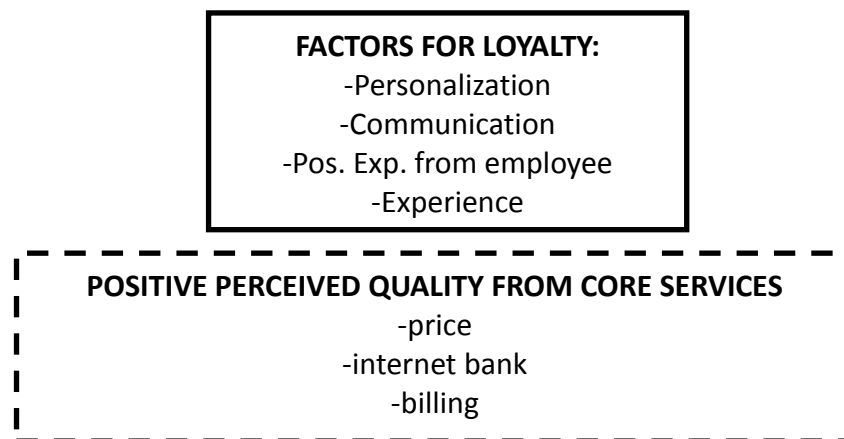 FACTORS FOR LOYALTY:
-Personalization
-Communication
-Pos. Exp. from employee
-Experience
POSITIVE PERCEIVED QUALITY FROM CORE SERVICES
-price
-internet bank
-billing